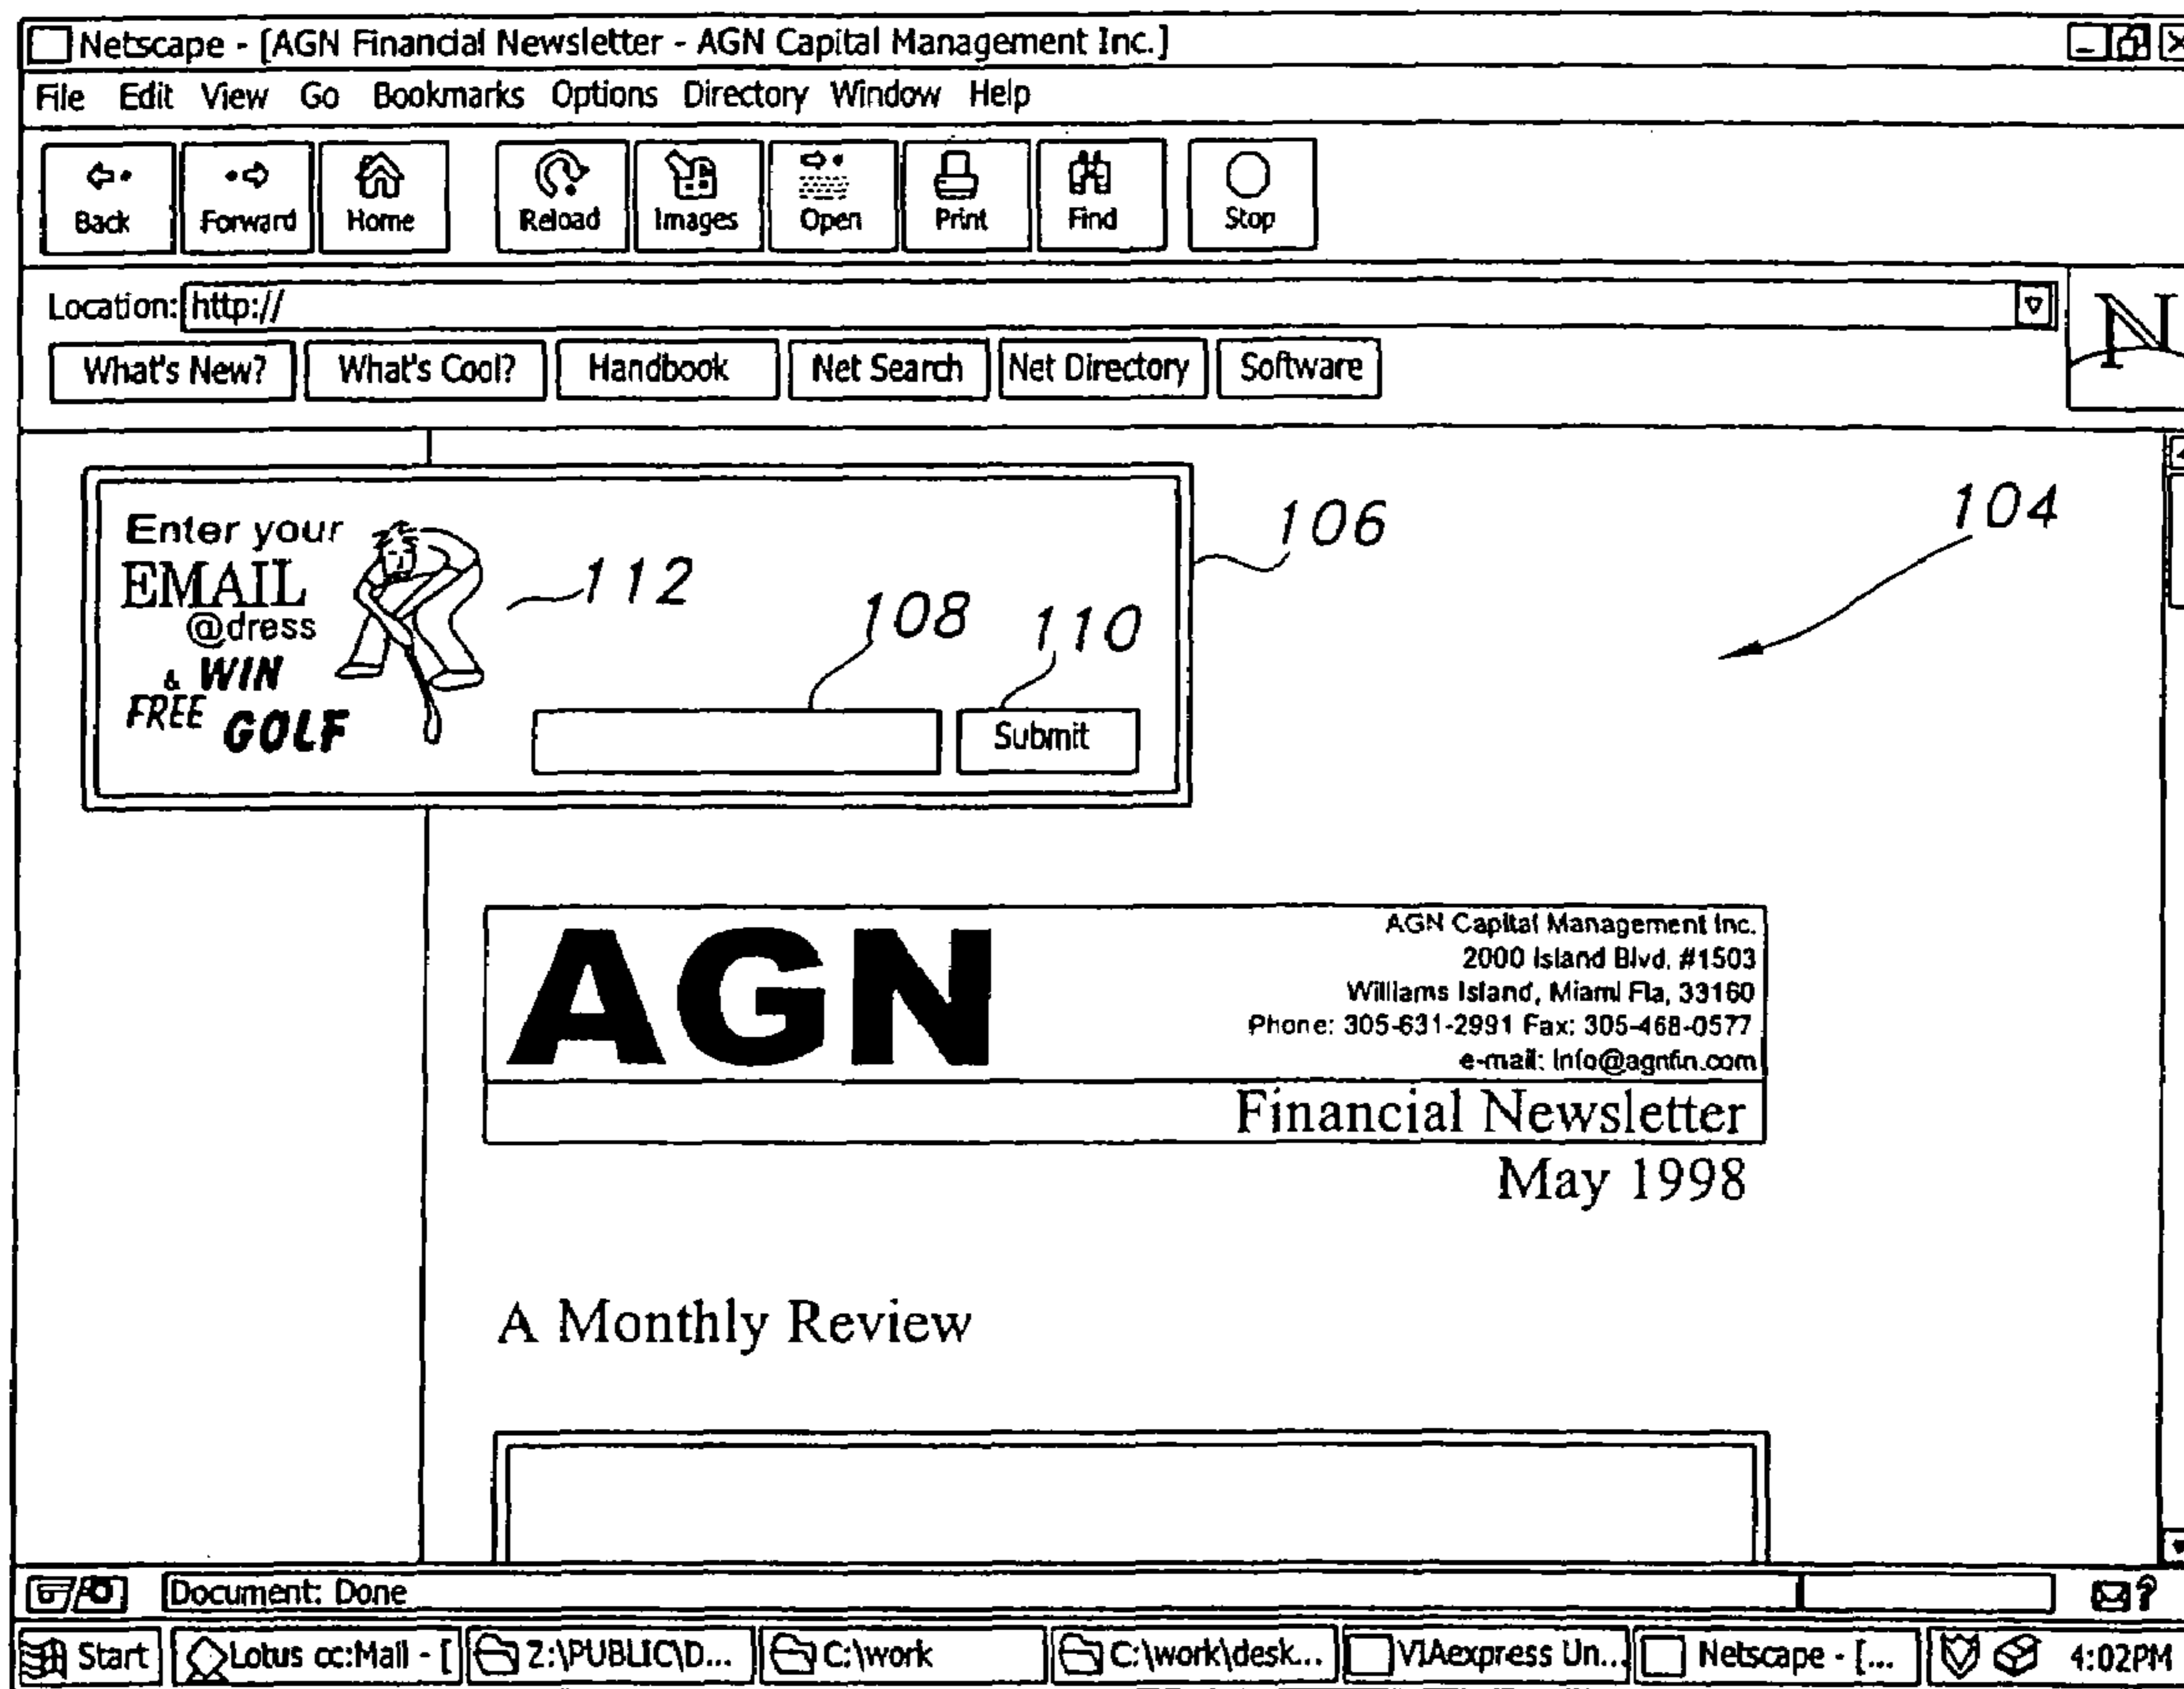 Netscape - [AGN Financial Newsletter - AGN Capital Management Inc.]
File Edit View Go Bookmarks Options Directory Window Help
Back Forward Home Reload Images Open Print Find Stop
Location: http://
N
What's New? What's Cool? Handbook Net Search Net Directory Software
Enter your
EMAIL
@dress
& WIN
FREE GOLF
112
108
110
106
104
Submit
AGN
AGN Capital Management Inc.
2000 Island Blvd. #1503
Williams Island, Miami Fla, 33160
Phone: 305-631-2991 Fax: 305-468-0577
e-mail: Info@agnfin.com
Financial Newsletter
May 1998
A Monthly Review
Document: Done
?
Start Lotus cc:Mail - [ Z:\PUBLIC\D... C:\work C:\work\desk... VIAexpress Un... Netscape - [... 4:02PM